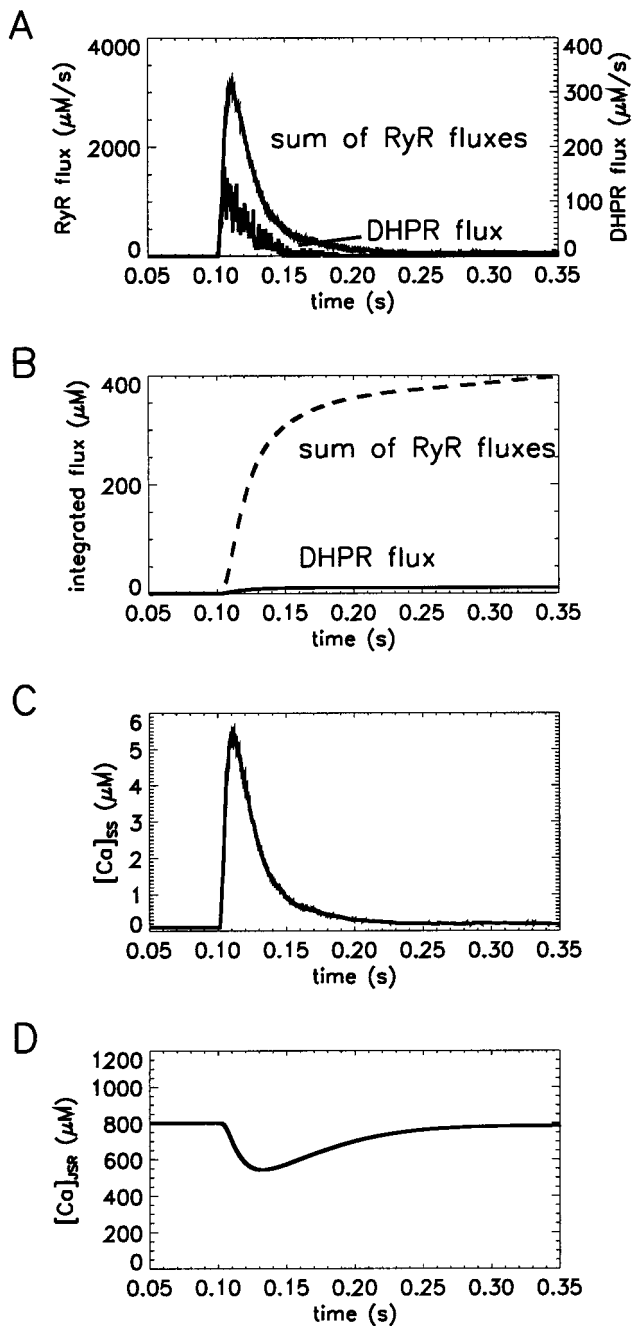 A
RyR flux (μM/s)
4000
2000
0
sum of RyR fluxes
DHPR flux
400
300
200
100
0
DHPR flux (μM/s)
0.05 0.10 0.15 0.20 0.25 0.30 0.35
time (s)
B
integrated flux (μM)
400
200
0
sum of RyR fluxes
DHPR flux
0.05 0.10 0.15 0.20 0.25 0.30 0.35
time (s)
C
[Ca]SS (μM)
6
5
4
3
2
1
0
0.05 0.10 0.15 0.20 0.25 0.30 0.35
time (s)
D
[Ca]JSR (μM)
1200
1000
800
600
400
200
0
0.05 0.10 0.15 0.20 0.25 0.30 0.35
time (s)